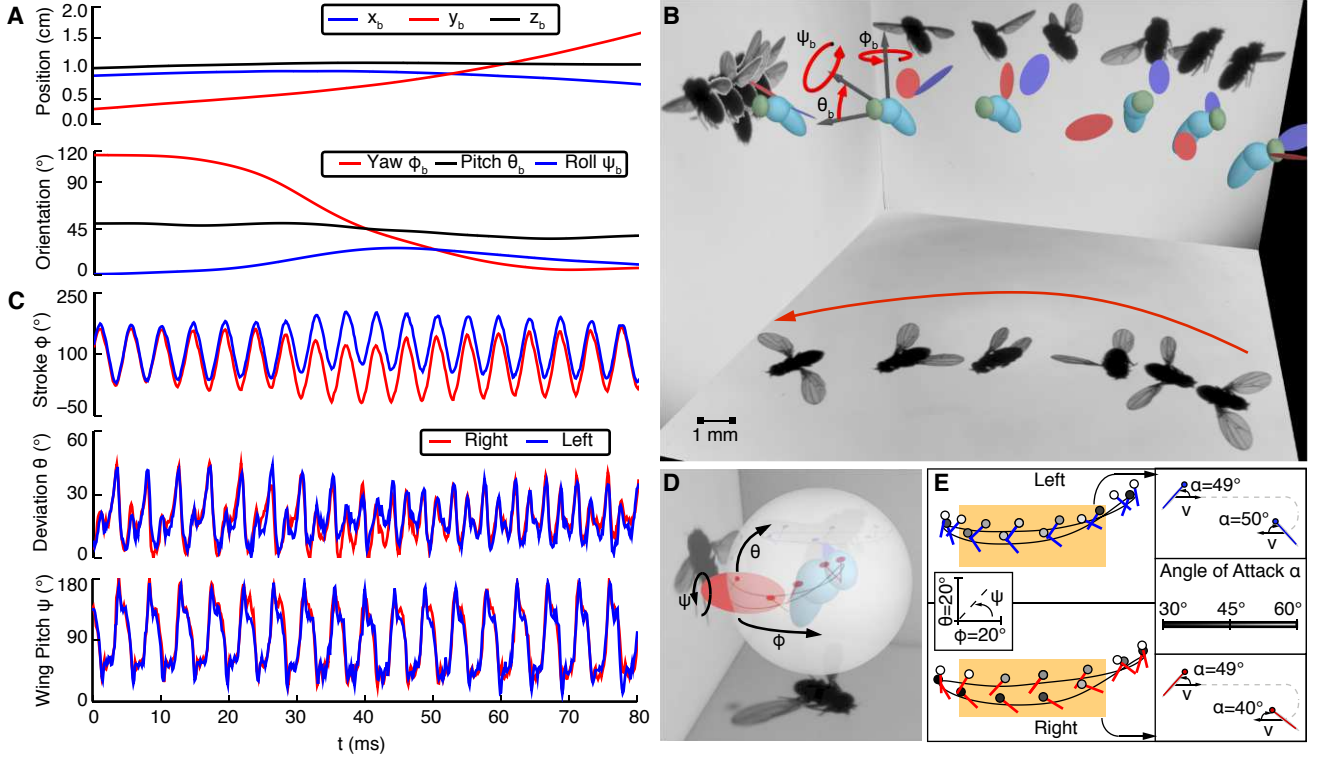 A
Position (cm)
2.0
1.5
1.0
0.5
0.0
x_b y_b z_b
Orientation (°)
120
90
45
0
Yaw ϕ_b Pitch θ_b Roll ψ_b
C
Stroke ϕ (°)
250
100
−50
Deviation θ (°)
60
30
0
Right Left
Wing Pitch ψ (°)
180
90
0
0 10 20 30 40 50 60 70 80
t (ms)
B
ψ_b
ϕ_b
θ_b
1 mm
D
θ
ψ
ϕ
E
Left
α=49°
v
α=50°
v
θ=20°
ψ
ϕ=20°
Angle of Attack α
30° 45° 60°
Right
α=49°
v
α=40°
v